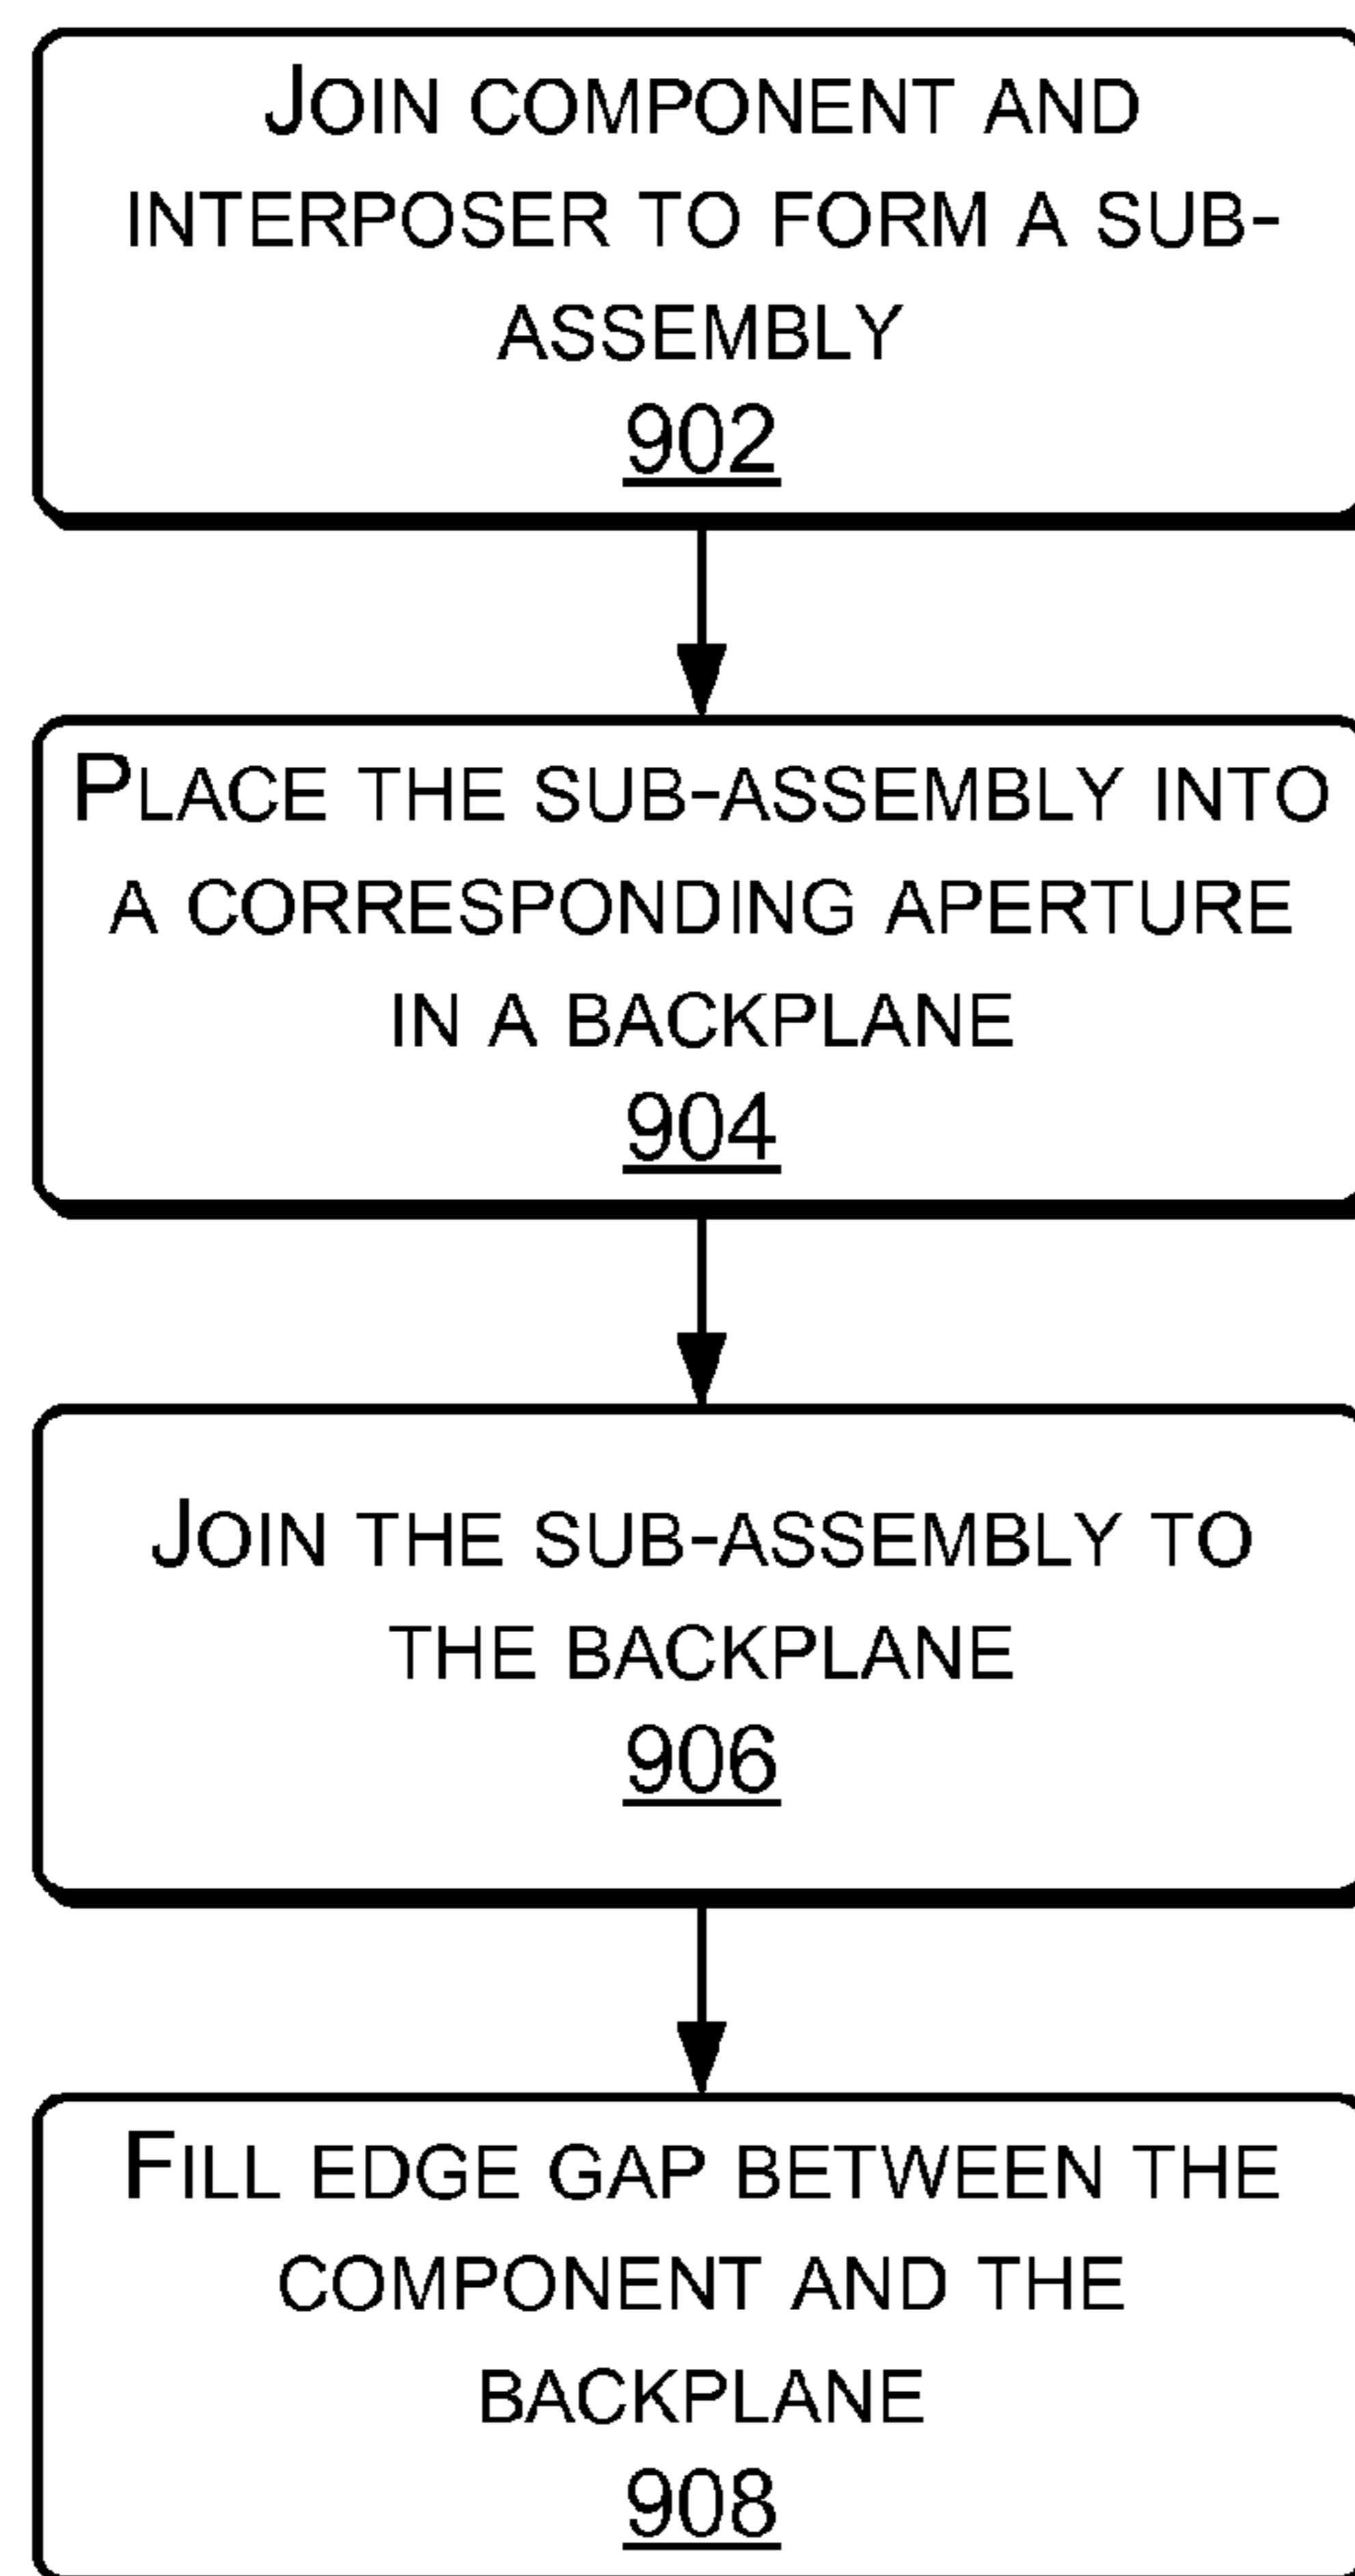 JOIN COMPONENT AND
INTERPOSER TO FORM A SUB-
ASSEMBLY
902
PLACE THE SUB-ASSEMBLY INTO
A CORRESPONDING APERTURE
IN A BACKPLANE
904
JOIN THE SUB-ASSEMBLY TO
THE BACKPLANE
906
FILL EDGE GAP BETWEEN THE
COMPONENT AND THE
BACKPLANE
908